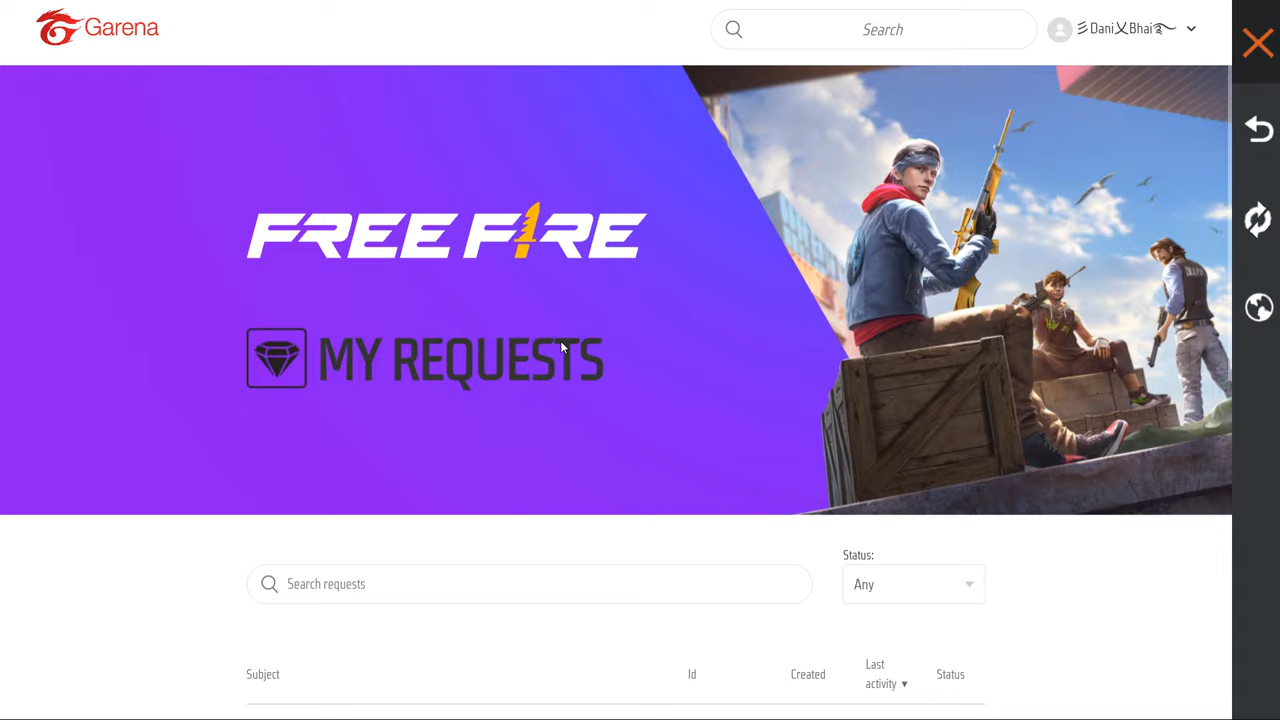 Garena
Search
彡Dani乂Bhai࿐
FREE FIRE
MY REQUESTS
Status:
Search requests
Any
Subject
Id
Created
Last
activity ▼
Status